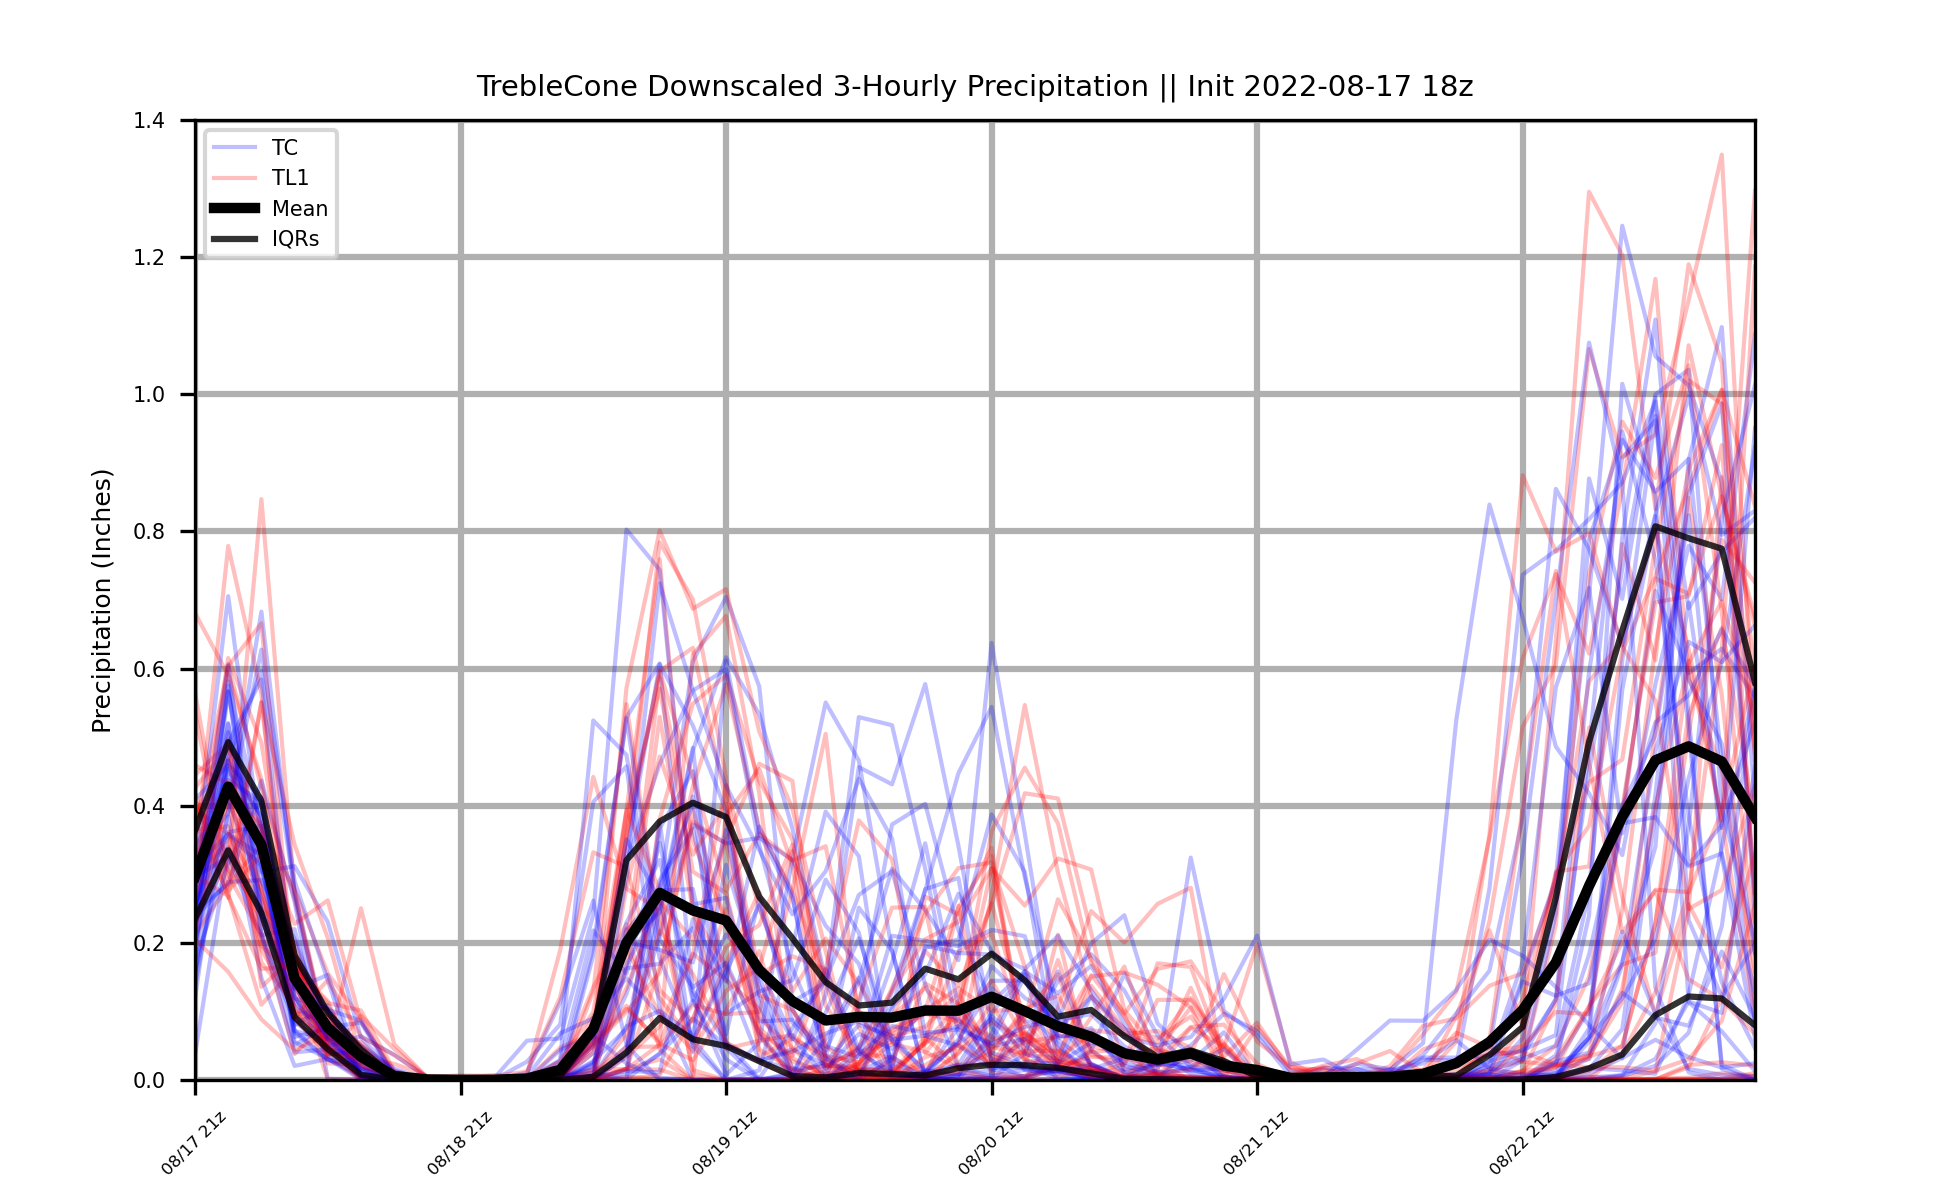 TrebleCone Downscaled 3-Hourly Precipitation || Init 2022-08-17 18z
TC
TL1
Mean
IQRs
Precipitation (Inches)
1.4
1.2
1.0
0.8
0.6
0.4
0.2
0.0
08/17 21z
08/18 21z
08/19 21z
08/20 21z
08/21 21z
08/22 21z